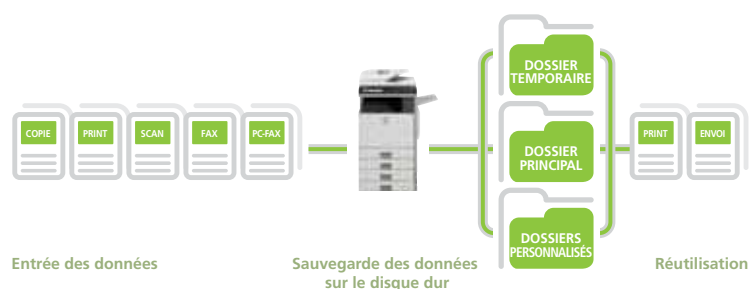 COPIE
PRINT
SCAN
FAX
PC-FAX
DOSSIER
TEMPORAIRE
DOSSIER
PRINCIPAL
DOSSIERS
PERSONNALISÉS
PRINT
ENVOI
Entrée des données
Sauvegarde des données
sur le disque dur
Réutilisation